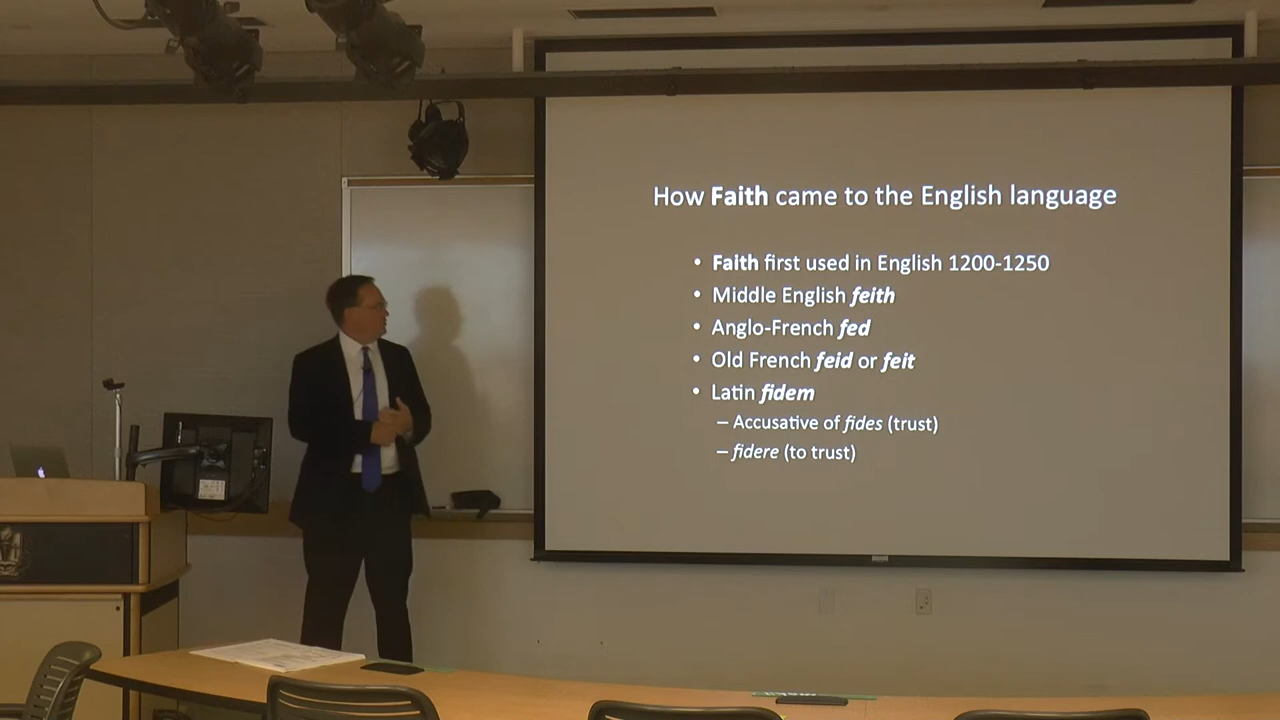 How Faith came to the English language
• Faith first used in English 1200-1250
• Middle English feith
• Anglo-French fed
• Old French feid or feit
• Latin fidem
– Accusative of fides (trust)
– fidere (to trust)